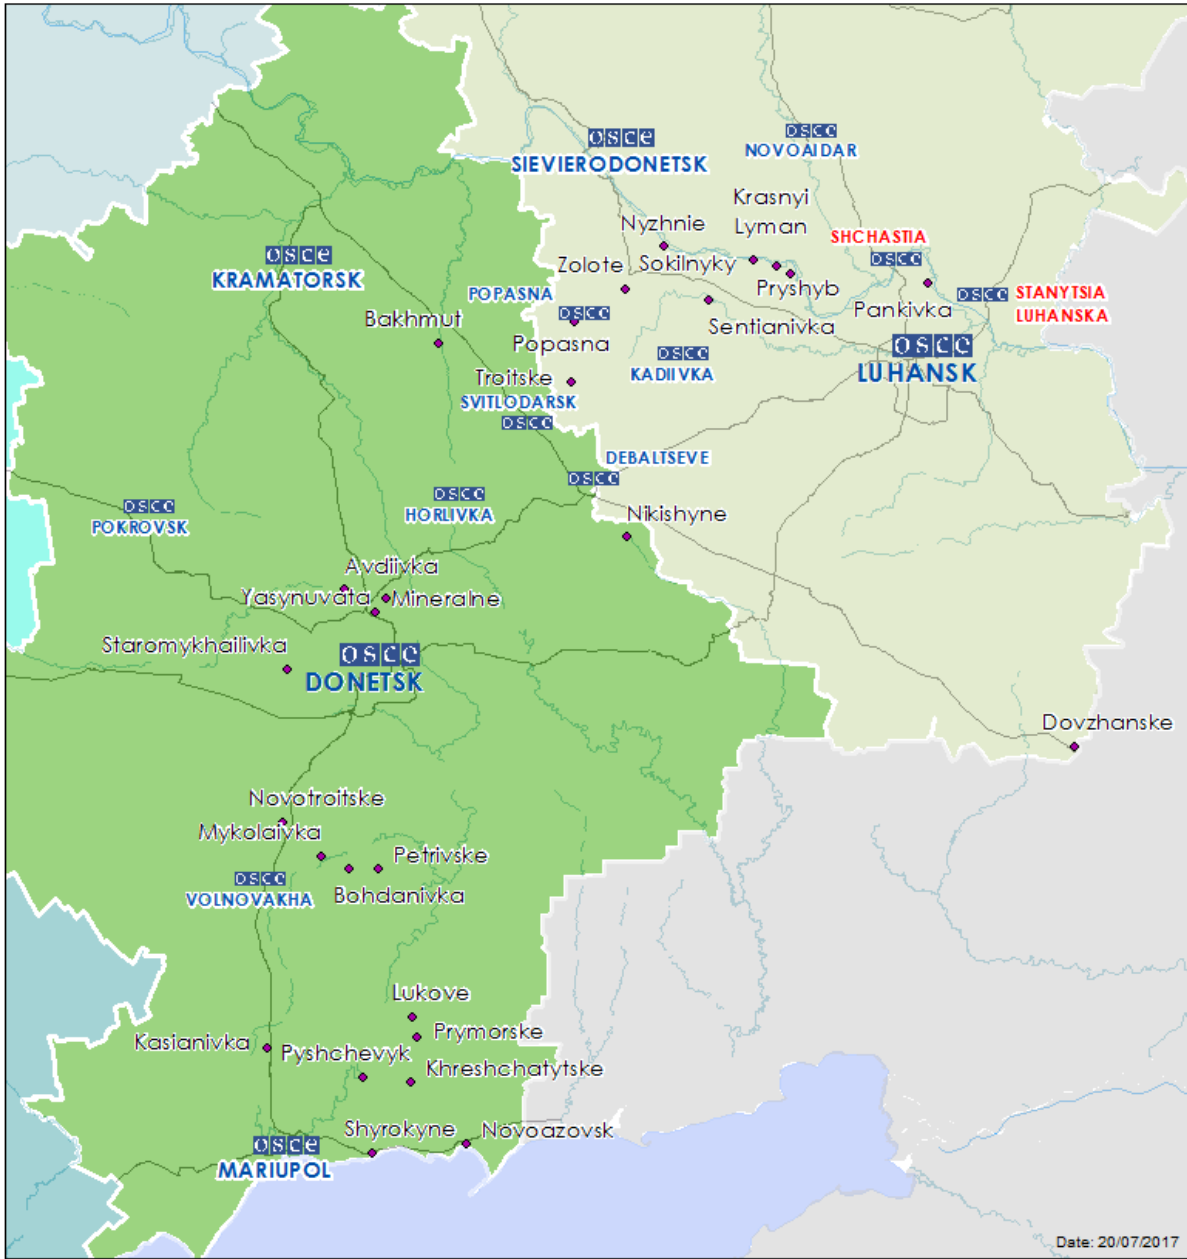 osce
SIEVIERODONETSK
osce
NOVOAIDAR
Krasnyi
Lyman
Nyzhnie
SHCHASTIA
osce
osce
KRAMATORSK
Zolote
Sokilnyky
Pryshyb
Pankivka
osce
STANYTSIA
LUHANSKA
POPASNA
osce
Sentianivka
Bakhmut
Popasna
osce
KADIIVKA
osce
LUHANSK
Troitske
SVITLODARSK
osce
DEBALTSEVE
osce
osce
HORLIVKA
osce
POKROVSK
Nikishyne
Avdiivka
Yasynuvata
Mineralne
Staromykhailivka
osce
DONETSK
Dovzhanske
Novotroitske
Mykolaivka
Petrivske
osce
VOLNOVAKHA
Bohdanivka
Lukove
Prymorske
Kasianivka
Pyshchevyk
Khreshchatytske
Shyrokyne
Novoazovsk
osce
MARIUPOL
Date: 20/07/2017